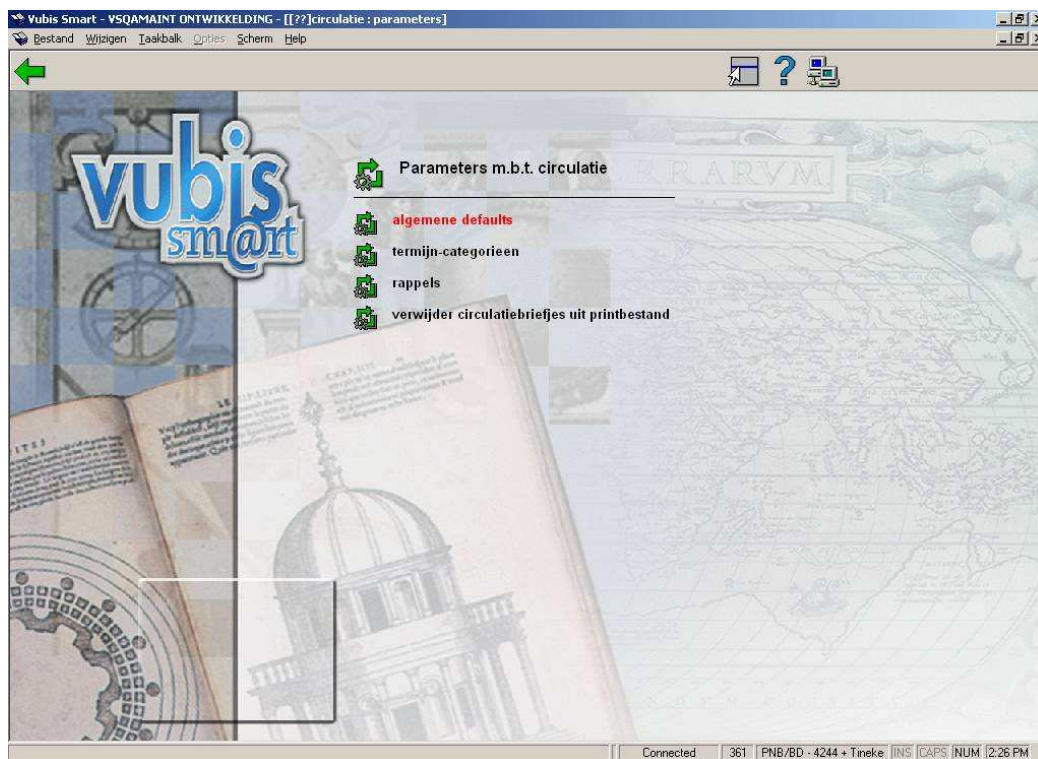 Vubis Smart - VSQAMAINT ONTWIKKELDING - [[??]circulatie : parameters]
Bestand Wijzigen Taakbalk Opties Scherm Help
vubis
sm@rt
Parameters m.b.t. circulatie
algemene defaults
termijn-categorieen
rappels
verwijder circulatiebriefjes uit printbestand
RARVM
Connected 361 PNB/BD - 4244 + Tineke INS CAPS NUM 2:26 PM